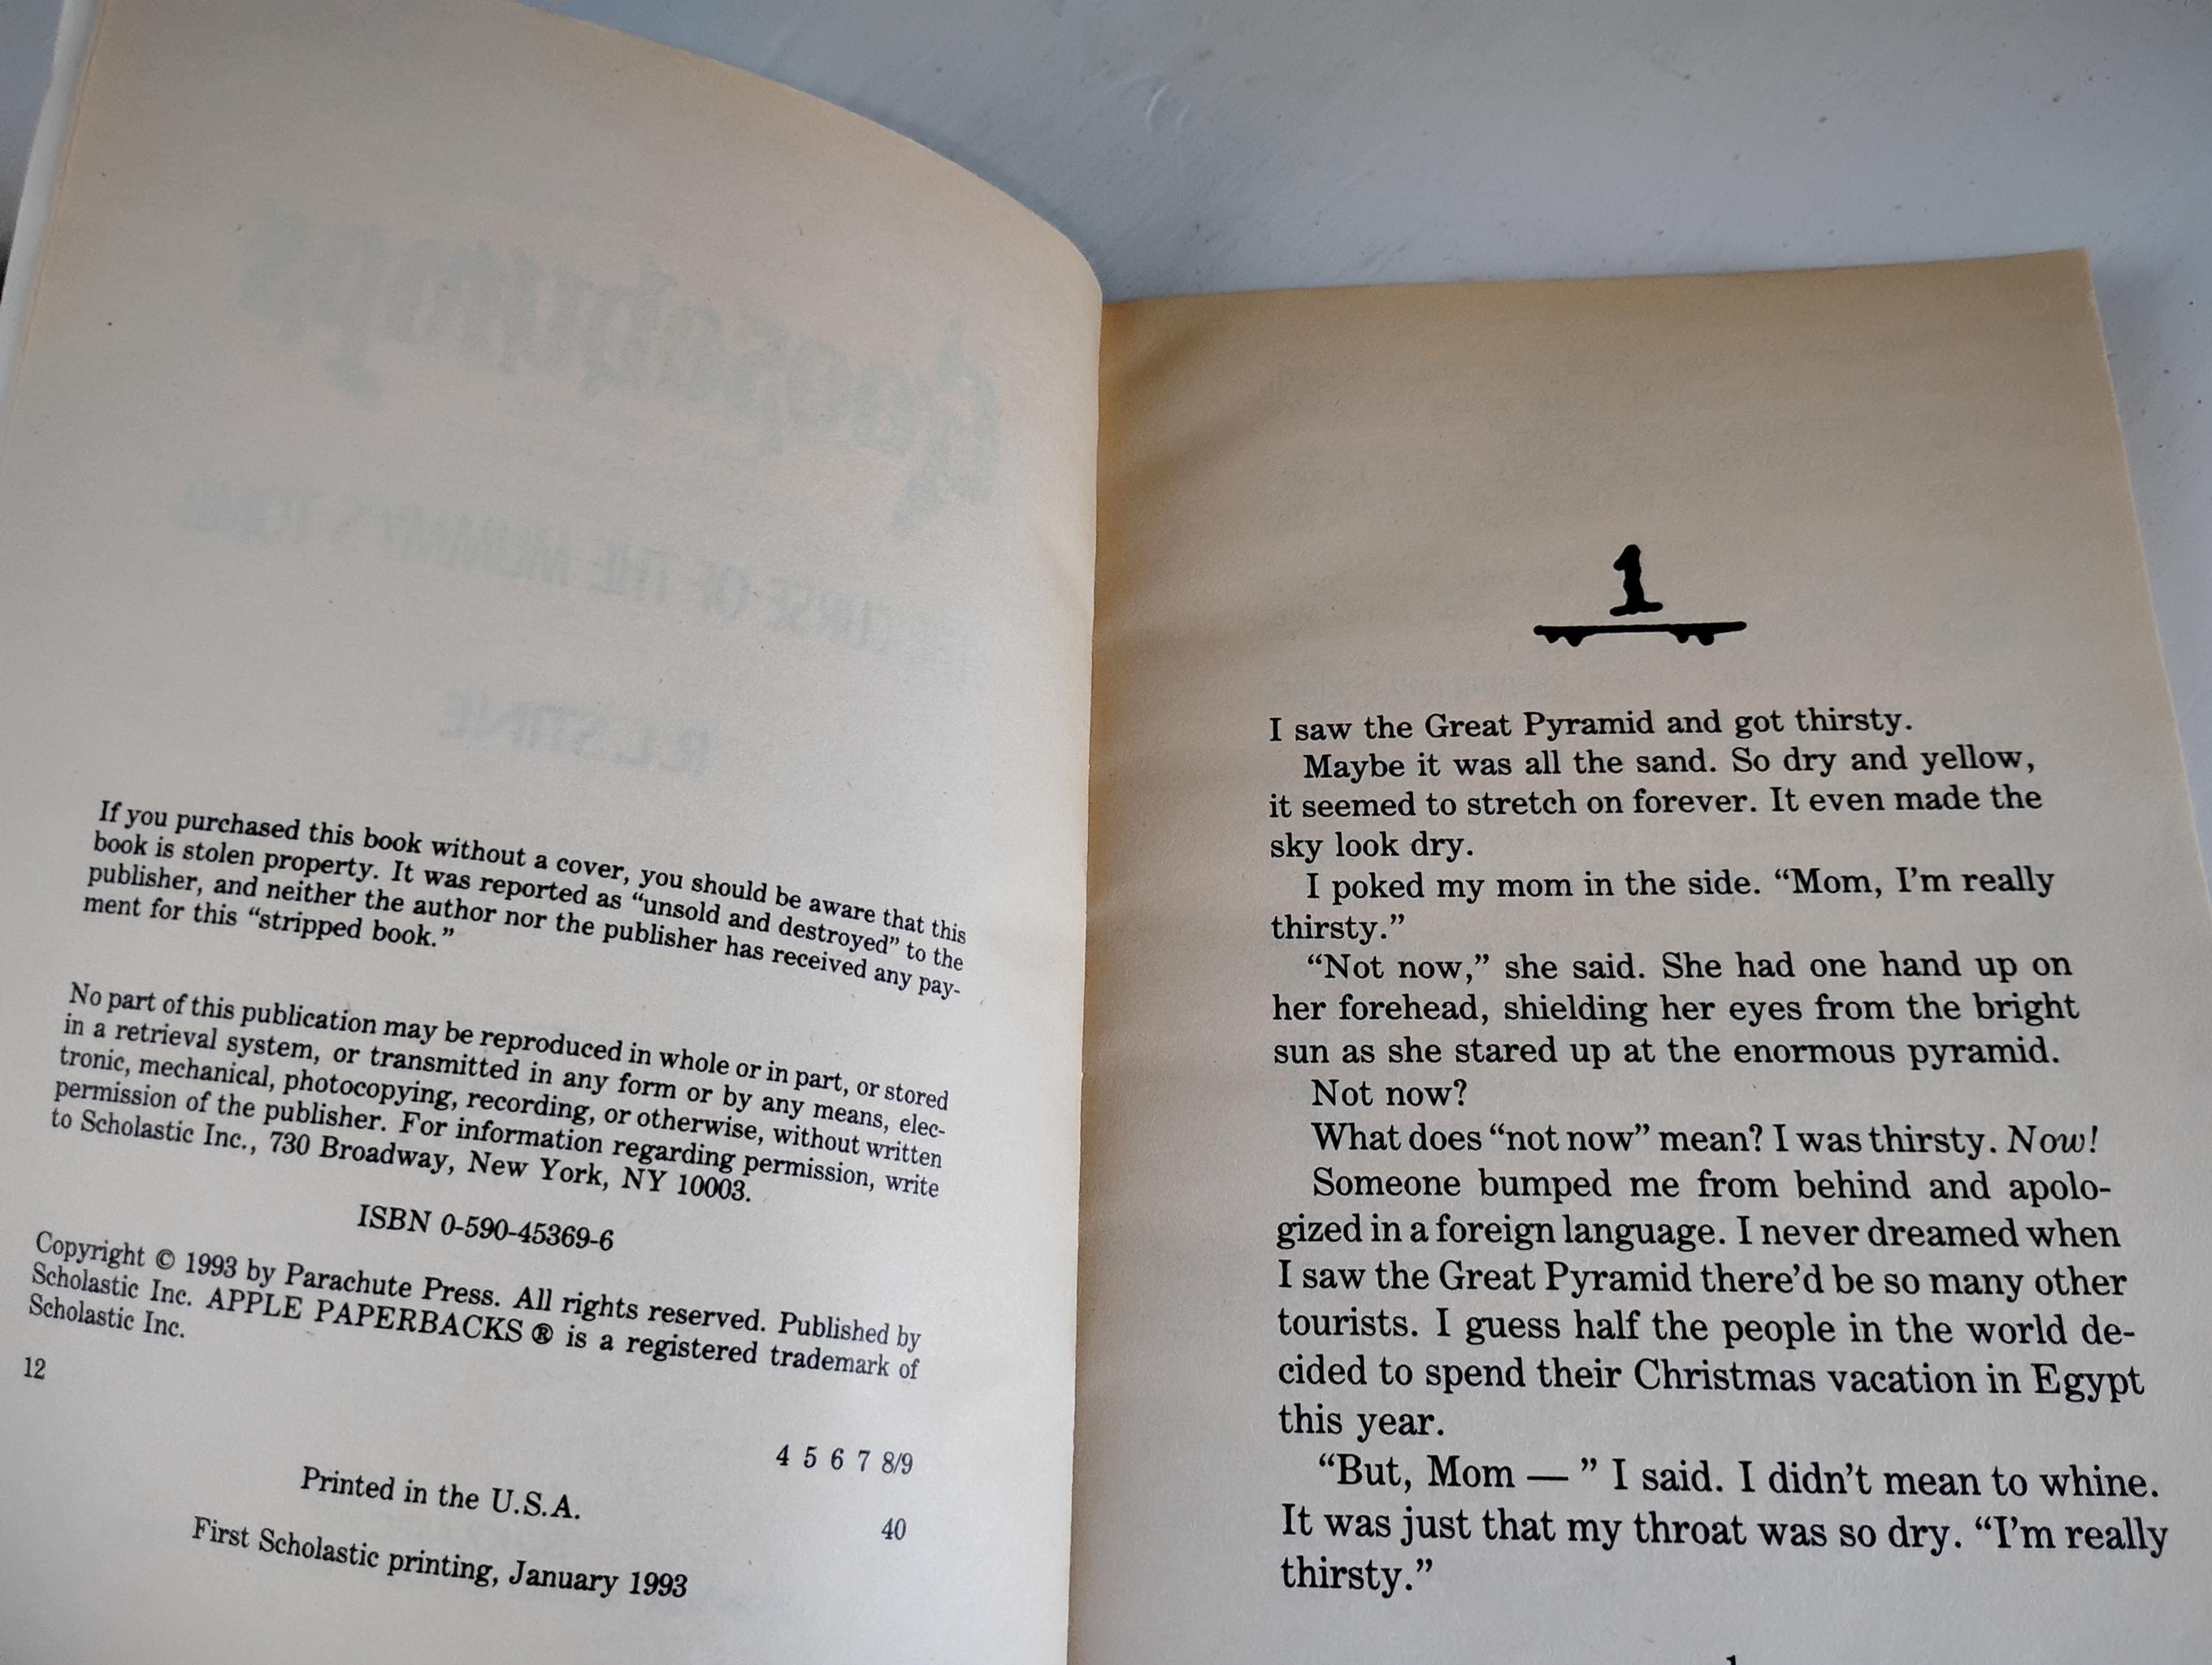 Goosebumps
CURSE OF THE MUMMY'S TOMB
R.L. STINE
If you purchased this book without a cover, you should be aware that this
book is stolen property. It was reported as “unsold and destroyed” to the
publisher, and neither the author nor the publisher has received any pay-
ment for this “stripped book.”
No part of this publication may be reproduced in whole or in part, or stored
in a retrieval system, or transmitted in any form or by any means, elec-
tronic, mechanical, photocopying, recording, or otherwise, without written
permission of the publisher. For information regarding permission, write
to Scholastic Inc., 730 Broadway, New York, NY 10003.
ISBN 0-590-45369-6
Copyright © 1993 by Parachute Press. All rights reserved. Published by
Scholastic Inc. APPLE PAPERBACKS ® is a registered trademark of
Scholastic Inc.
12
4 5 6 7 8/9
Printed in the U.S.A.
40
First Scholastic printing, January 1993
1
I saw the Great Pyramid and got thirsty.
Maybe it was all the sand. So dry and yellow,
it seemed to stretch on forever. It even made the
sky look dry.
I poked my mom in the side. “Mom, I’m really
thirsty.”
“Not now,” she said. She had one hand up on
her forehead, shielding her eyes from the bright
sun as she stared up at the enormous pyramid.
Not now?
What does “not now” mean? I was thirsty. Now!
Someone bumped me from behind and apolo-
gized in a foreign language. I never dreamed when
I saw the Great Pyramid there’d be so many other
tourists. I guess half the people in the world de-
cided to spend their Christmas vacation in Egypt
this year.
“But, Mom — ” I said. I didn’t mean to whine.
It was just that my throat was so dry. “I’m really
thirsty.”